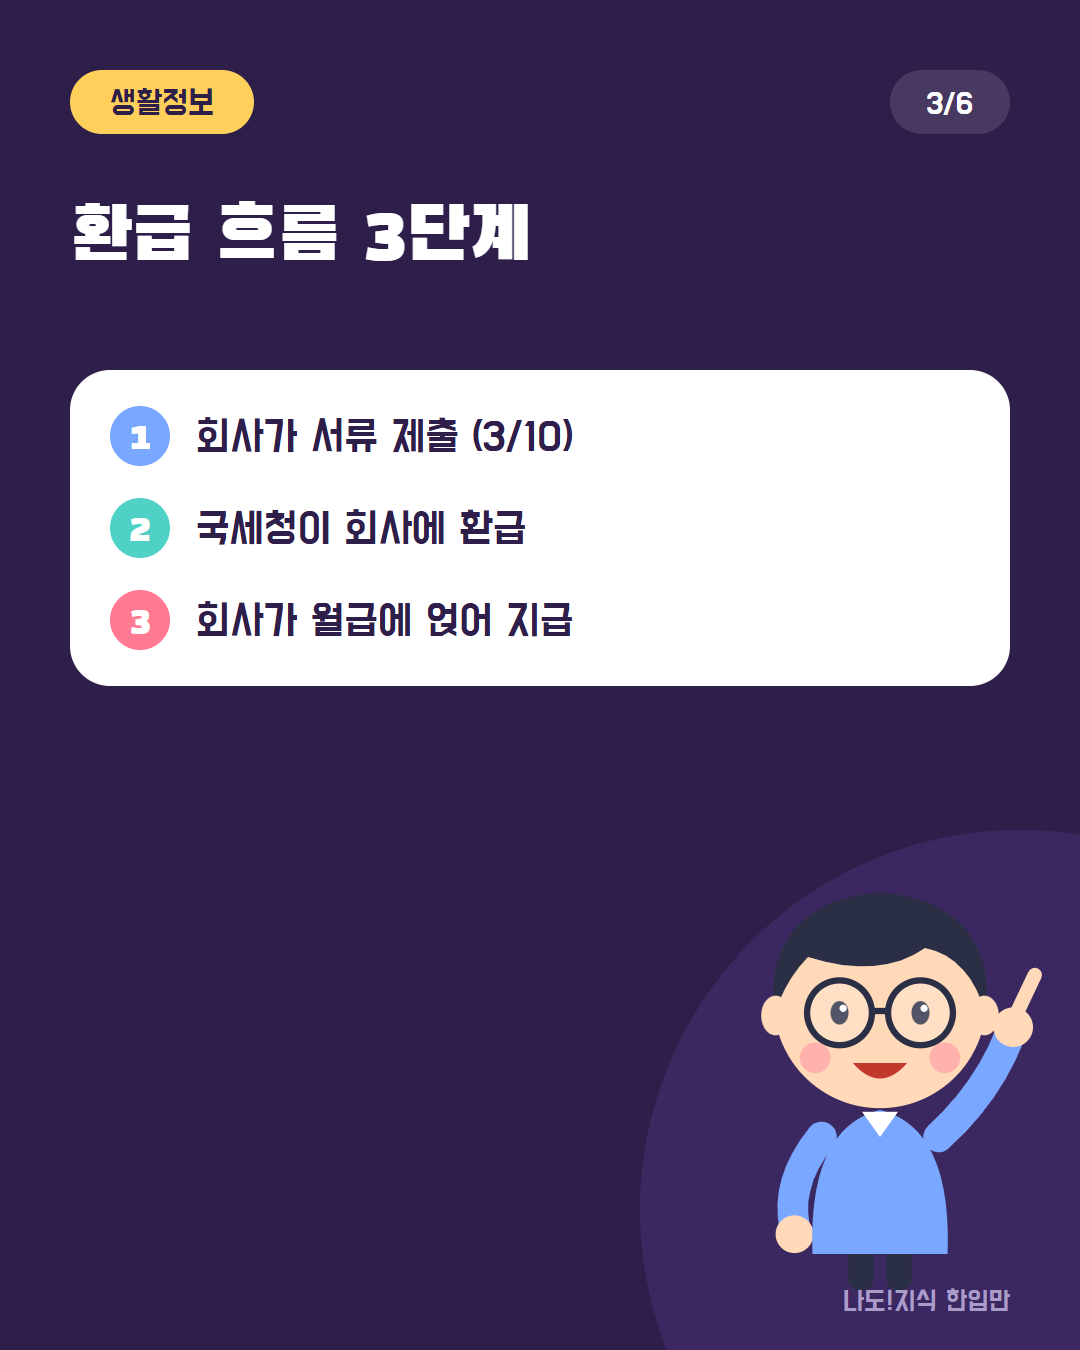 생활정보
3/6
환급 흐름 3단계
1 회사가 서류 제출 (3/10)
2 국세청이 회사에 환급
3 회사가 월급에 얹어 지급
나도!지식 한입만